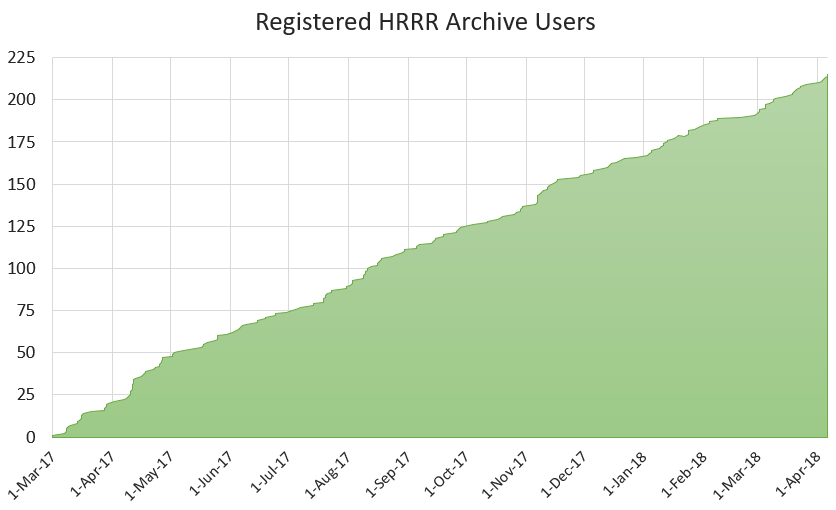 Registered HRRR Archive Users
225
200
175
150
125
100
75
50
25
0
1-Mar-17
1-Apr-17
1-May-17
1-Jun-17
1-Jul-17
1-Aug-17
1-Sep-17
1-Oct-17
1-Nov-17
1-Dec-17
1-Jan-18
1-Feb-18
1-Mar-18
1-Apr-18